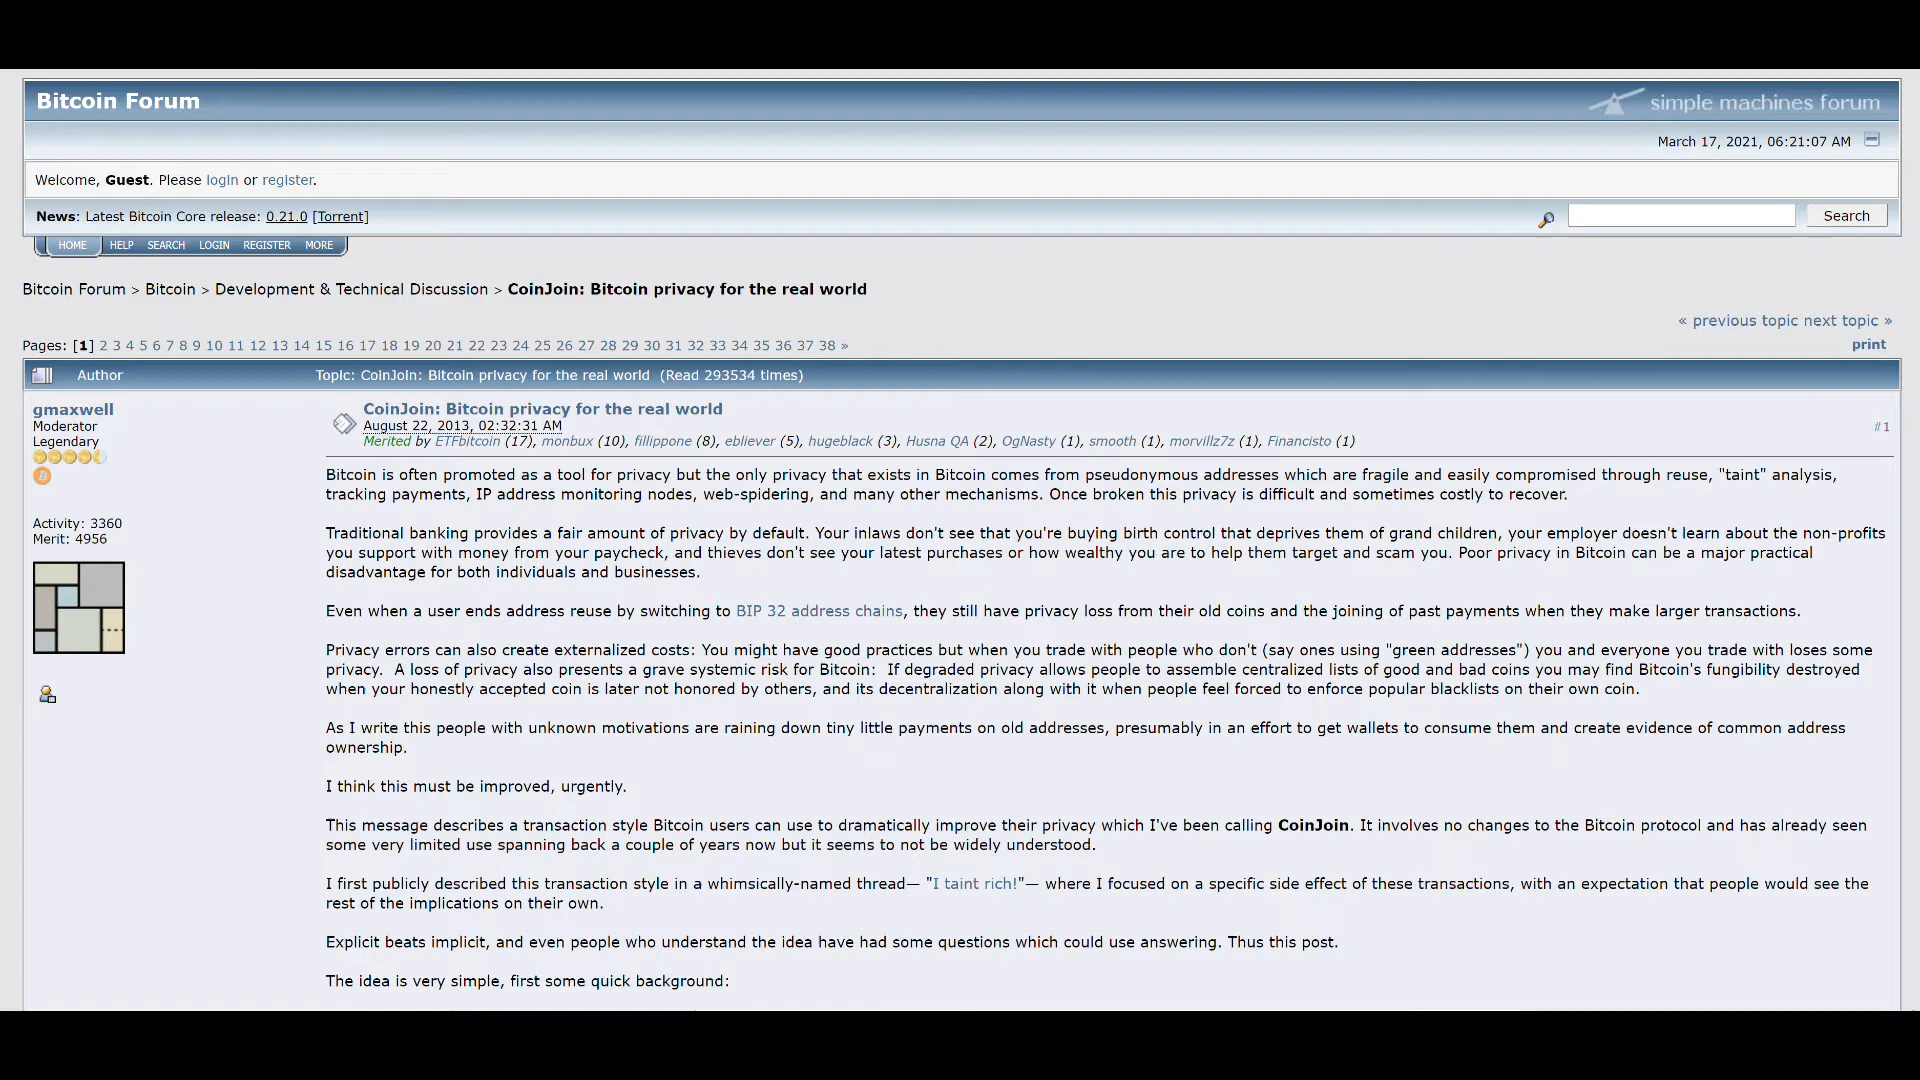 Bitcoin Forum
simple machines forum
March 17, 2021, 06:21:07 AM
Welcome, Guest. Please login or register.
News: Latest Bitcoin Core release: 0.21.0 [Torrent]
Search
HOME HELP SEARCH LOGIN REGISTER MORE
Bitcoin Forum > Bitcoin > Development & Technical Discussion > CoinJoin: Bitcoin privacy for the real world
« previous topic next topic »
Pages: [1] 2 3 4 5 6 7 8 9 10 11 12 13 14 15 16 17 18 19 20 21 22 23 24 25 26 27 28 29 30 31 32 33 34 35 36 37 38 »
print
Author
Topic: CoinJoin: Bitcoin privacy for the real world (Read 293534 times)
gmaxwell
Moderator
Legendary
Activity: 3360
Merit: 4956
CoinJoin: Bitcoin privacy for the real world
August 22, 2013, 02:32:31 AM
Merited by ETFbitcoin (17), monbux (10), fillippone (8), ebliever (5), hugeblack (3), Husna QA (2), OgNasty (1), smooth (1), morvillz7z (1), Financisto (1)
#1
Bitcoin is often promoted as a tool for privacy but the only privacy that exists in Bitcoin comes from pseudonymous addresses which are fragile and easily compromised through reuse, "taint" analysis,
tracking payments, IP address monitoring nodes, web-spidering, and many other mechanisms. Once broken this privacy is difficult and sometimes costly to recover.
Traditional banking provides a fair amount of privacy by default. Your inlaws don't see that you're buying birth control that deprives them of grand children, your employer doesn't learn about the non-profits
you support with money from your paycheck, and thieves don't see your latest purchases or how wealthy you are to help them target and scam you. Poor privacy in Bitcoin can be a major practical
disadvantage for both individuals and businesses.
Even when a user ends address reuse by switching to BIP 32 address chains, they still have privacy loss from their old coins and the joining of past payments when they make larger transactions.
Privacy errors can also create externalized costs: You might have good practices but when you trade with people who don't (say ones using "green addresses") you and everyone you trade with loses some
privacy. A loss of privacy also presents a grave systemic risk for Bitcoin: If degraded privacy allows people to assemble centralized lists of good and bad coins you may find Bitcoin's fungibility destroyed
when your honestly accepted coin is later not honored by others, and its decentralization along with it when people feel forced to enforce popular blacklists on their own coin.
As I write this people with unknown motivations are raining down tiny little payments on old addresses, presumably in an effort to get wallets to consume them and create evidence of common address
ownership.
I think this must be improved, urgently.
This message describes a transaction style Bitcoin users can use to dramatically improve their privacy which I've been calling CoinJoin. It involves no changes to the Bitcoin protocol and has already seen
some very limited use spanning back a couple of years now but it seems to not be widely understood.
I first publicly described this transaction style in a whimsically-named thread— "I taint rich!"— where I focused on a specific side effect of these transactions, with an expectation that people would see the
rest of the implications on their own.
Explicit beats implicit, and even people who understand the idea have had some questions which could use answering. Thus this post.
The idea is very simple, first some quick background: